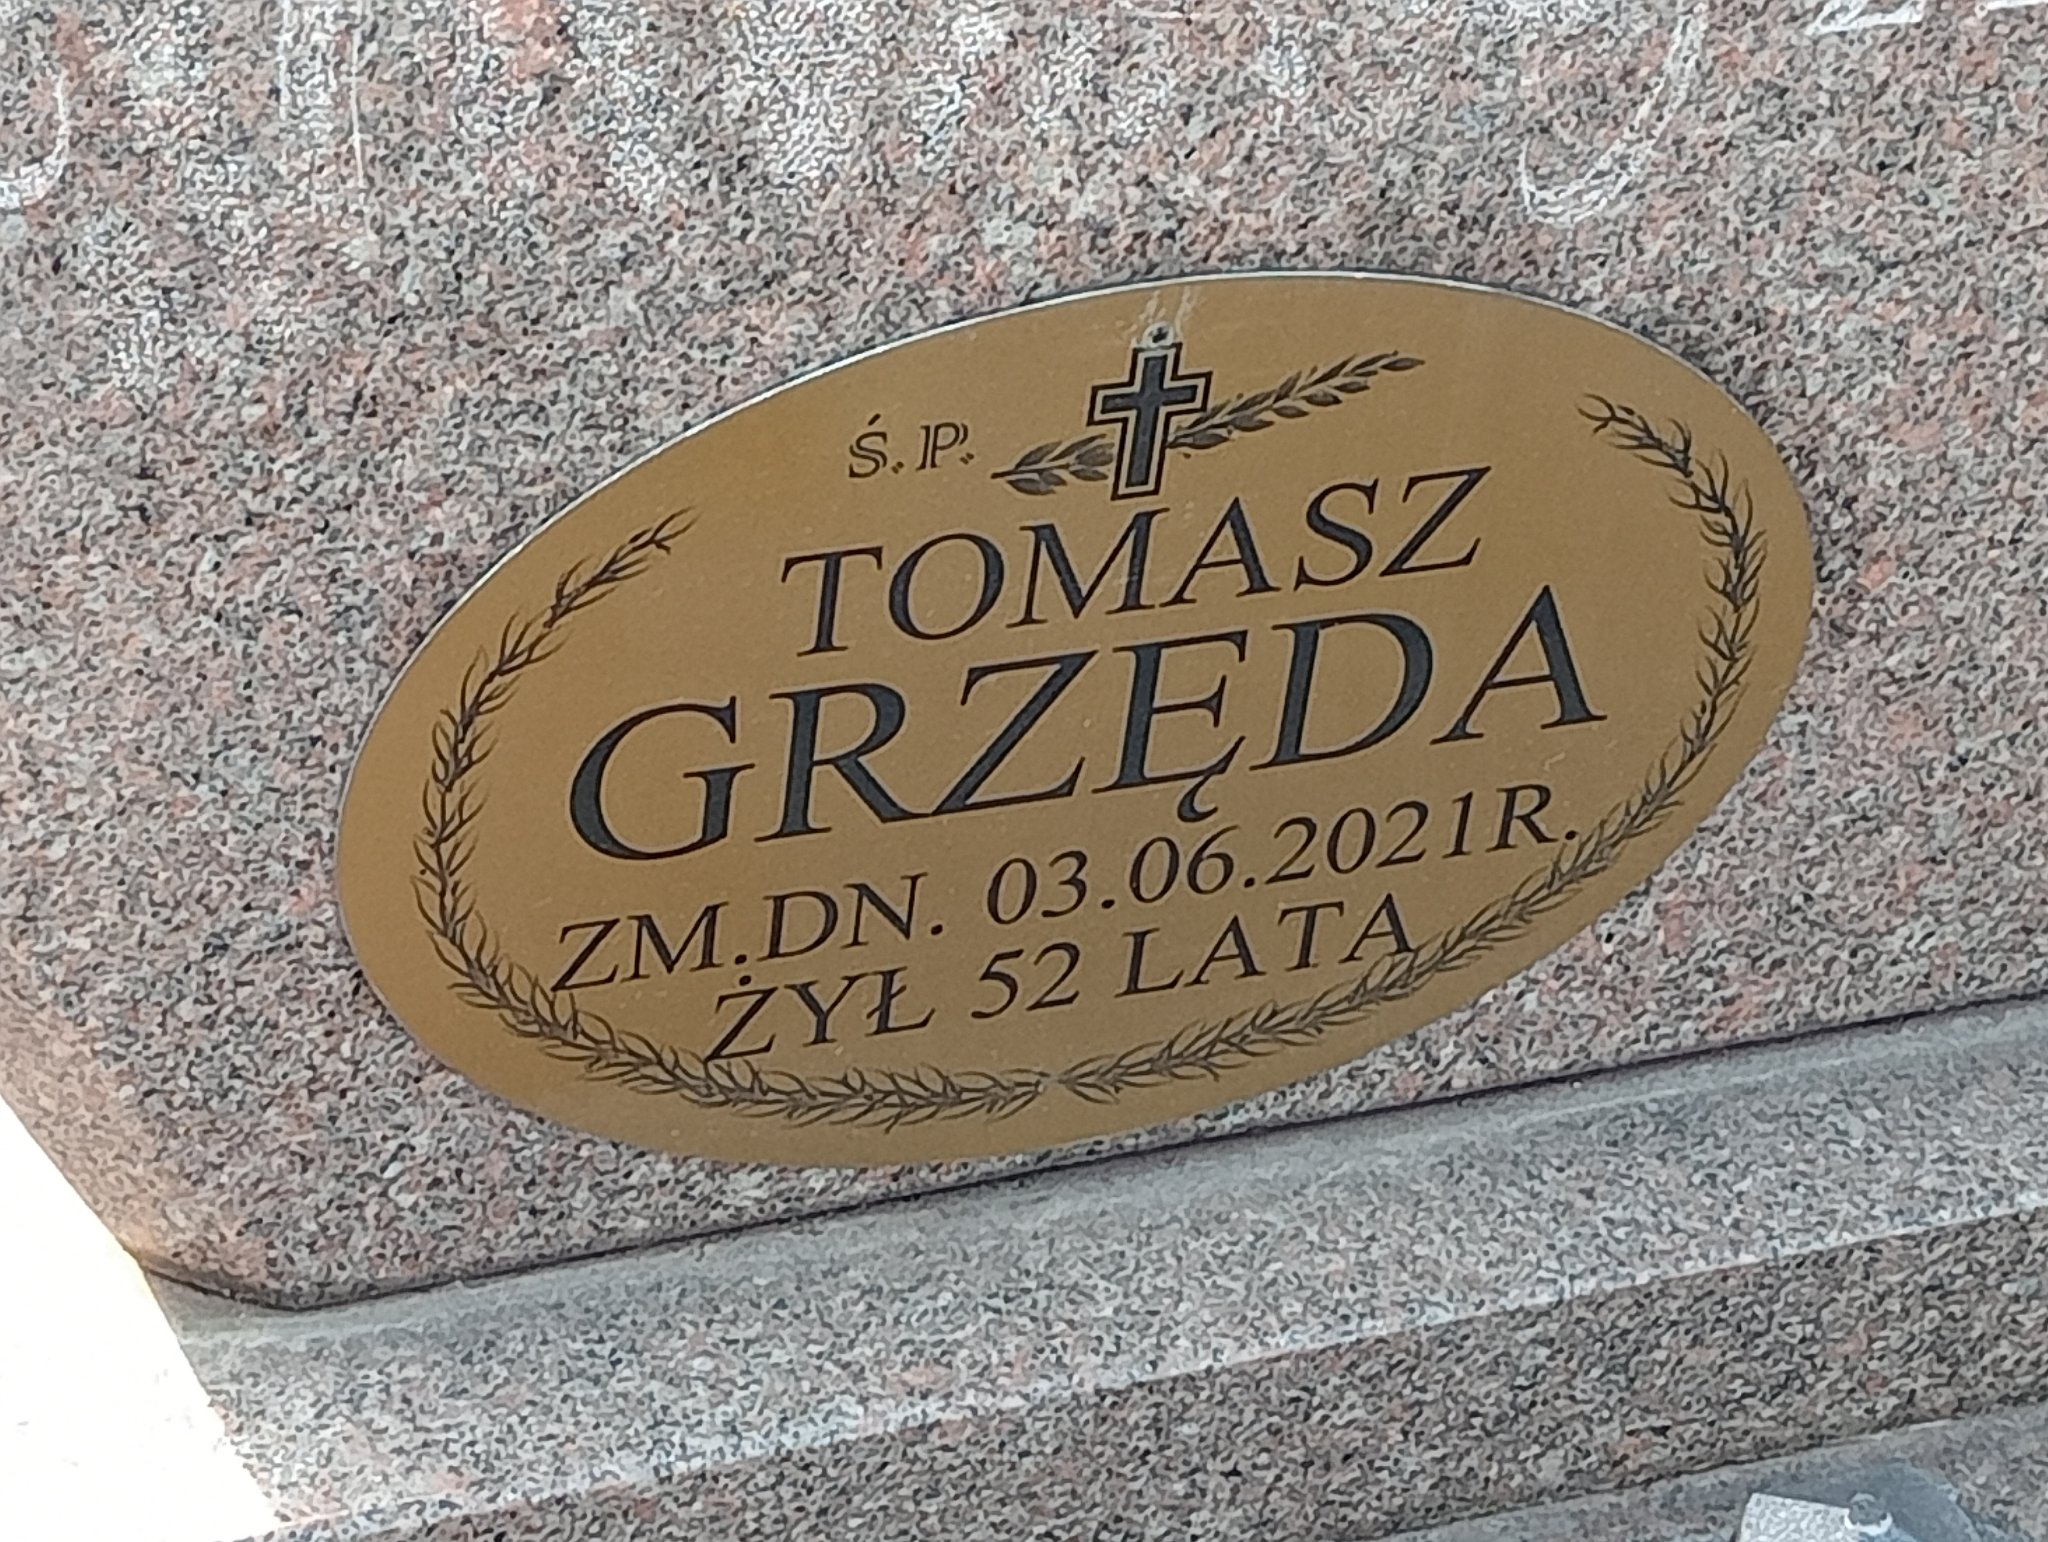 Ś.P.
TOMASZ
GRZĘDA
ZM.DN. 03.06.2021R.
ŻYŁ 52 LATA